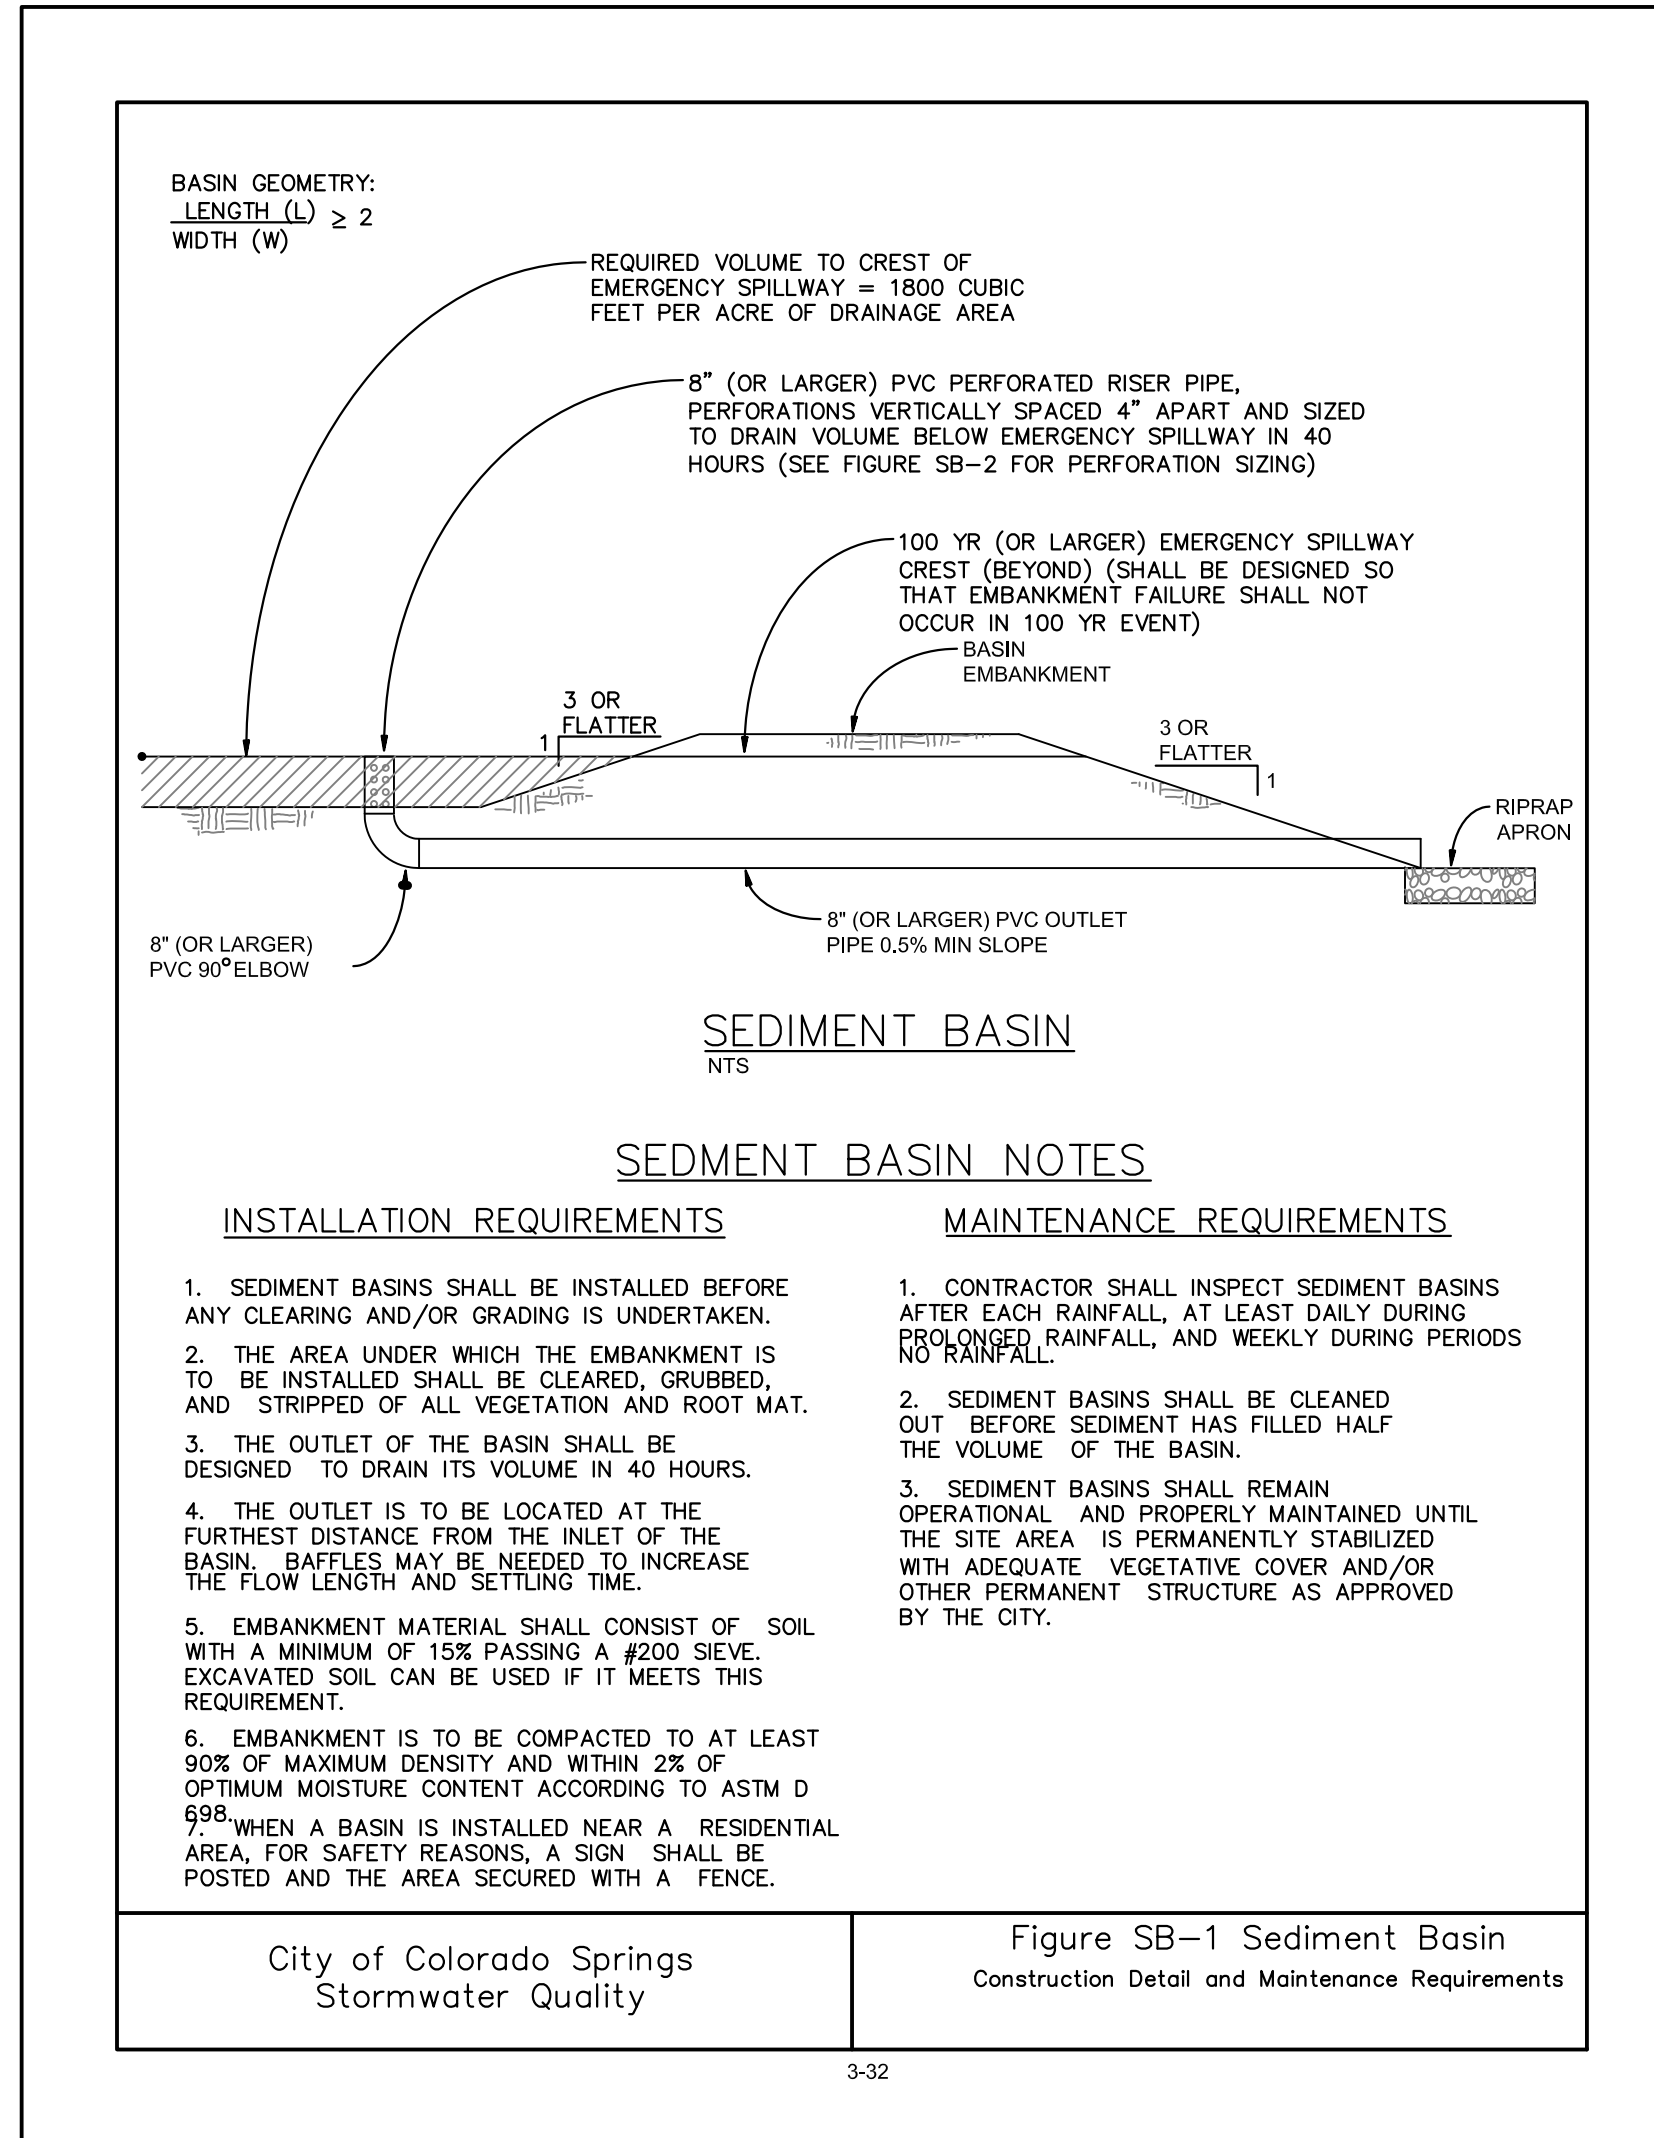 BASIN GEOMETRY:
LENGTH (L)
≥ 2
WIDTH (W)
REQUIRED VOLUME TO CREST OF
EMERGENCY SPILLWAY = 1800 CUBIC
FEET PER ACRE OF DRAINAGE AREA
8" (OR LARGER) PVC PERFORATED RISER PIPE,
PERFORATIONS VERTICALLY SPACED 4" APART AND SIZED
TO DRAIN VOLUME BELOW EMERGENCY SPILLWAY IN 40
HOURS (SEE FIGURE SB-2 FOR PERFORATION SIZING)
100 YR (OR LARGER) EMERGENCY SPILLWAY
CREST (BEYOND) (SHALL BE DESIGNED SO
THAT EMBANKMENT FAILURE SHALL NOT
OCCUR IN 100 YR EVENT)
BASIN
EMBANKMENT
3 OR
FLATTER
1
3 OR
FLATTER
1
RIPRAP
APRON
8" (OR LARGER) PVC OUTLET
PIPE 0.5% MIN SLOPE
8" (OR LARGER)
PVC 90° ELBOW
SEDIMENT BASIN
NTS
SEDMENT BASIN NOTES
INSTALLATION REQUIREMENTS
1. SEDIMENT BASINS SHALL BE INSTALLED BEFORE
ANY CLEARING AND/OR GRADING IS UNDERTAKEN.
2. THE AREA UNDER WHICH THE EMBANKMENT IS
TO BE INSTALLED SHALL BE CLEARED, GRUBBED,
AND STRIPPED OF ALL VEGETATION AND ROOT MAT.
3. THE OUTLET OF THE BASIN SHALL BE
DESIGNED TO DRAIN ITS VOLUME IN 40 HOURS.
4. THE OUTLET IS TO BE LOCATED AT THE
FURTHEST DISTANCE FROM THE INLET OF THE
BASIN. BAFFLES MAY BE NEEDED TO INCREASE
THE FLOW LENGTH AND SETTLING TIME.
5. EMBANKMENT MATERIAL SHALL CONSIST OF SOIL
WITH A MINIMUM OF 15% PASSING A #200 SIEVE.
EXCAVATED SOIL CAN BE USED IF IT MEETS THIS
REQUIREMENT.
6. EMBANKMENT IS TO BE COMPACTED TO AT LEAST
90% OF MAXIMUM DENSITY AND WITHIN 2% OF
OPTIMUM MOISTURE CONTENT ACCORDING TO ASTM D
698.
7. WHEN A BASIN IS INSTALLED NEAR A RESIDENTIAL
AREA, FOR SAFETY REASONS, A SIGN SHALL BE
POSTED AND THE AREA SECURED WITH A FENCE.
MAINTENANCE REQUIREMENTS
1. CONTRACTOR SHALL INSPECT SEDIMENT BASINS
AFTER EACH RAINFALL, AT LEAST DAILY DURING
PROLONGED RAINFALL, AND WEEKLY DURING PERIODS
NO RAINFALL.
2. SEDIMENT BASINS SHALL BE CLEANED
OUT BEFORE SEDIMENT HAS FILLED HALF
THE VOLUME OF THE BASIN.
3. SEDIMENT BASINS SHALL REMAIN
OPERATIONAL AND PROPERLY MAINTAINED UNTIL
THE SITE AREA IS PERMANENTLY STABILIZED
WITH ADEQUATE VEGETATIVE COVER AND/OR
OTHER PERMANENT STRUCTURE AS APPROVED
BY THE CITY.
City of Colorado Springs
Stormwater Quality
Figure SB-1 Sediment Basin
Construction Detail and Maintenance Requirements
3-32